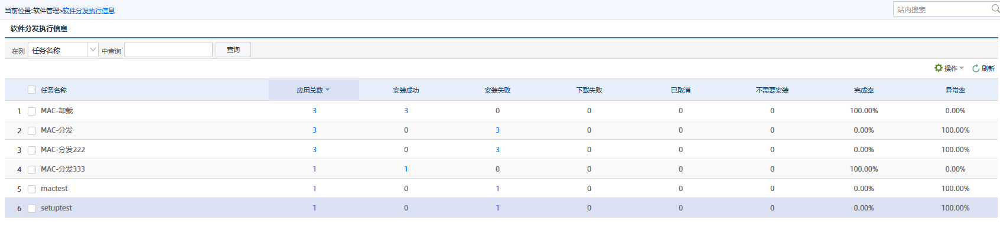 当前位置:软件管理>软件分发执行信息 站内搜索
软件分发执行信息
在列 任务名称 中查询 查询
操作 刷新
任务名称 应用总数 安装成功 安装失败 下载失败 已取消 不需要安装 完成率 异常率
1 MAC-卸载 3 3 0 0 0 0 100.00% 0.00%
2 MAC-分发 3 0 3 0 0 0 0.00% 100.00%
3 MAC-分发222 3 0 3 0 0 0 0.00% 100.00%
4 MAC-分发333 1 1 0 0 0 0 100.00% 0.00%
5 mactest 1 0 1 0 0 0 0.00% 100.00%
6 setuptest 1 0 1 0 0 0 0.00% 100.00%